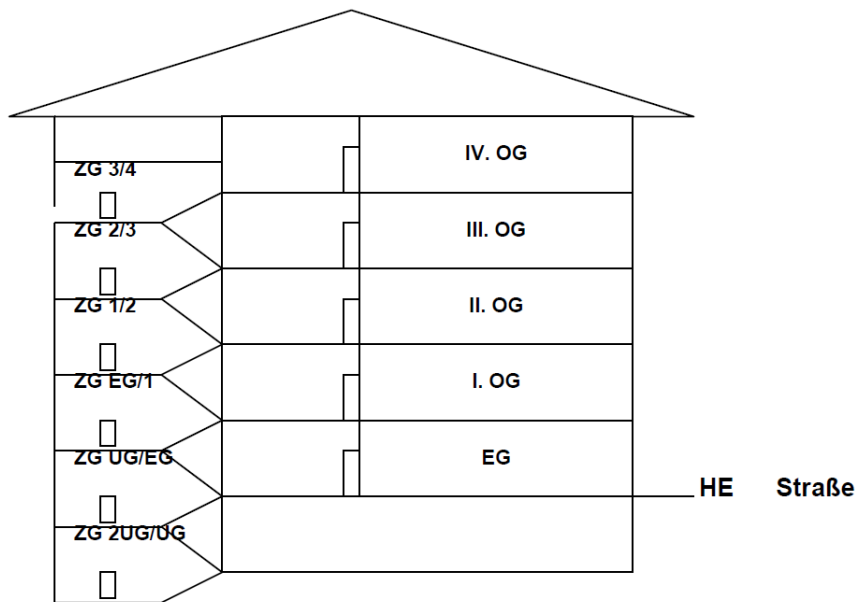 IV. OG
ZG 3/4
III. OG
ZG 2/3
II. OG
ZG 1/2
I. OG
ZG EG/1
EG
ZG UG/EG
HE Straße
ZG 2UG/UG